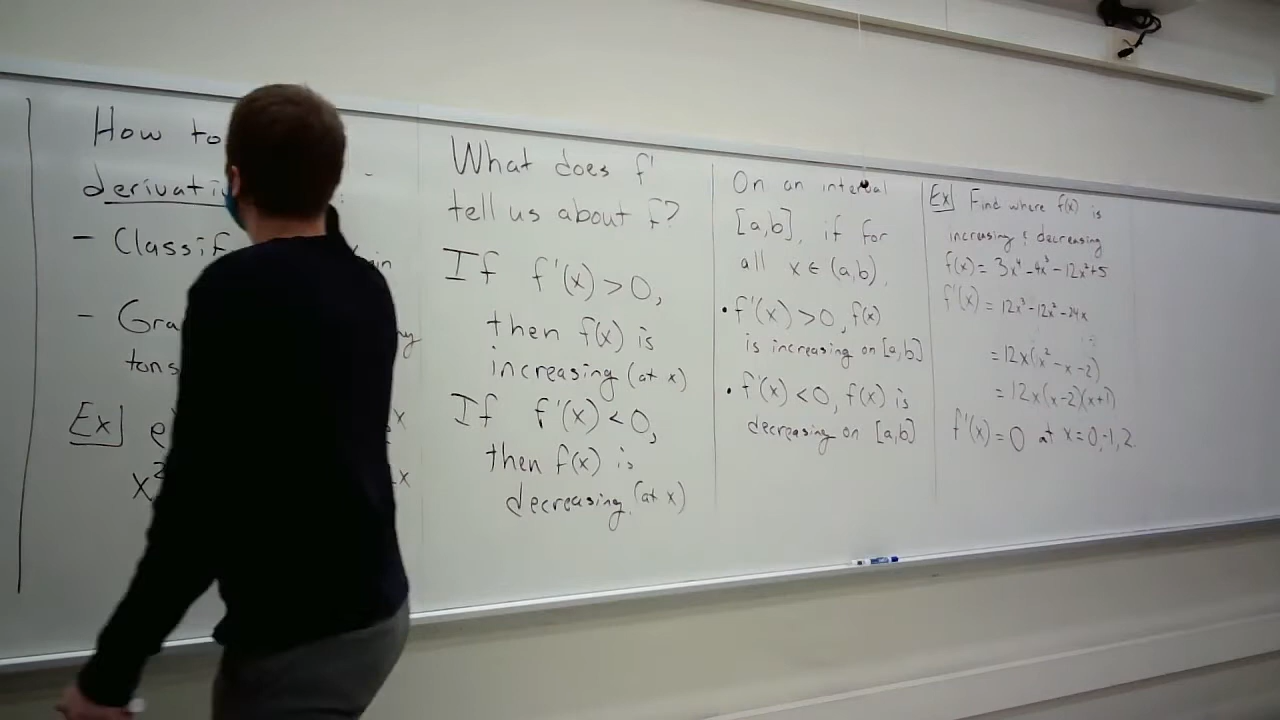 How to
derivati
- Classif
- Gra
tons
Ex
x²
What does f'
tell us about f?
If f'(x) > 0,
then f(x) is
increasing (at x)
If f'(x) < 0,
then f(x) is
decreasing (at x)
On an interval
[a,b], if for
all x ∈ (a,b),
• f'(x) > 0, f(x)
is increasing on [a,b]
• f'(x) < 0, f(x) is
decreasing on [a,b]
Ex Find where f(x) is
increasing & decreasing
f(x) = 3x⁴ - 4x³ - 12x² + 5
f'(x) = 12x³ - 12x² - 24x
= 12x(x² - x - 2)
= 12x(x-2)(x+1)
f'(x) = 0 at x = 0, -1, 2.